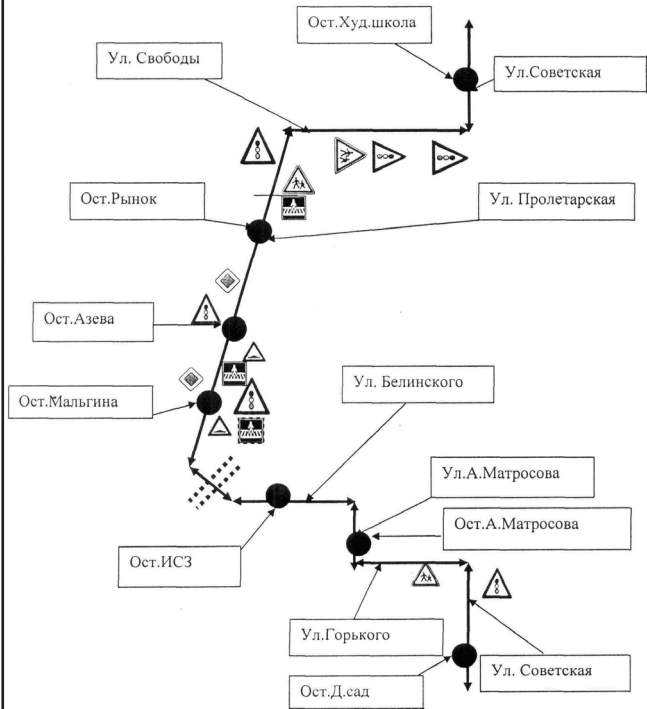 Ост.Худ.школа
Ул. Свободы
Ул.Советская
Ост.Рынок
Ул. Пролетарская
Ост.Азева
Ул. Белинского
Ост.Мальгина
Ул.А.Матросова
Ост.А.Матросова
Ост.ИСЗ
Ул.Горького
Ул. Советская
Ост.Д.сад